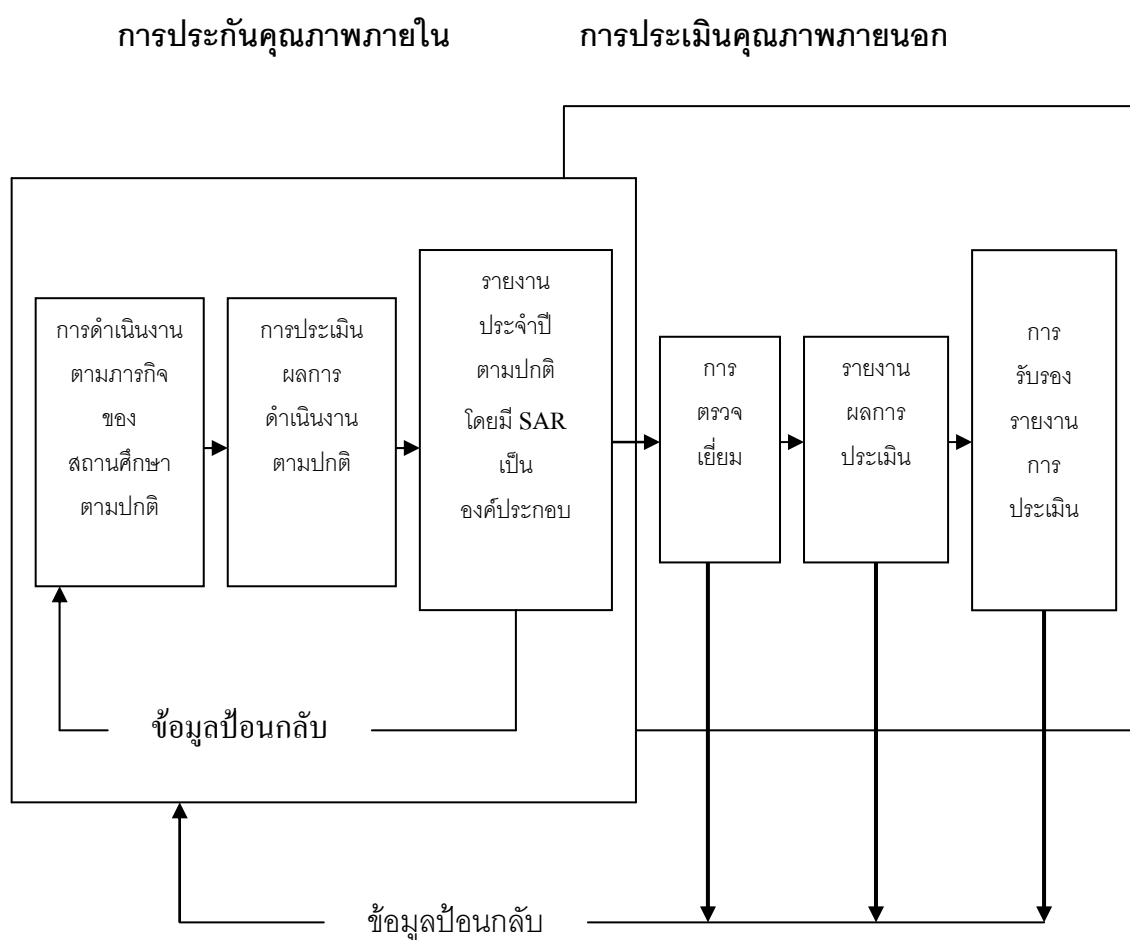 การประกันคุณภาพภายใน
การประเมินคุณภาพภายนอก
การดำเนินงาน
ตามภารกิจ
ของ
สถานศึกษา
ตามปกติ
การประเมิน
ผลการ
ดำเนินงาน
ตามปกติ
รายงาน
ประจำปี
ตามปกติ
โดยมี SAR
เป็น
องค์ประกอบ
การ
ตรวจ
เยี่ยม
รายงาน
ผลการ
ประเมิน
การ
รับรอง
รายงาน
การ
ประเมิน
ข้อมูลป้อนกลับ
ข้อมูลป้อนกลับ